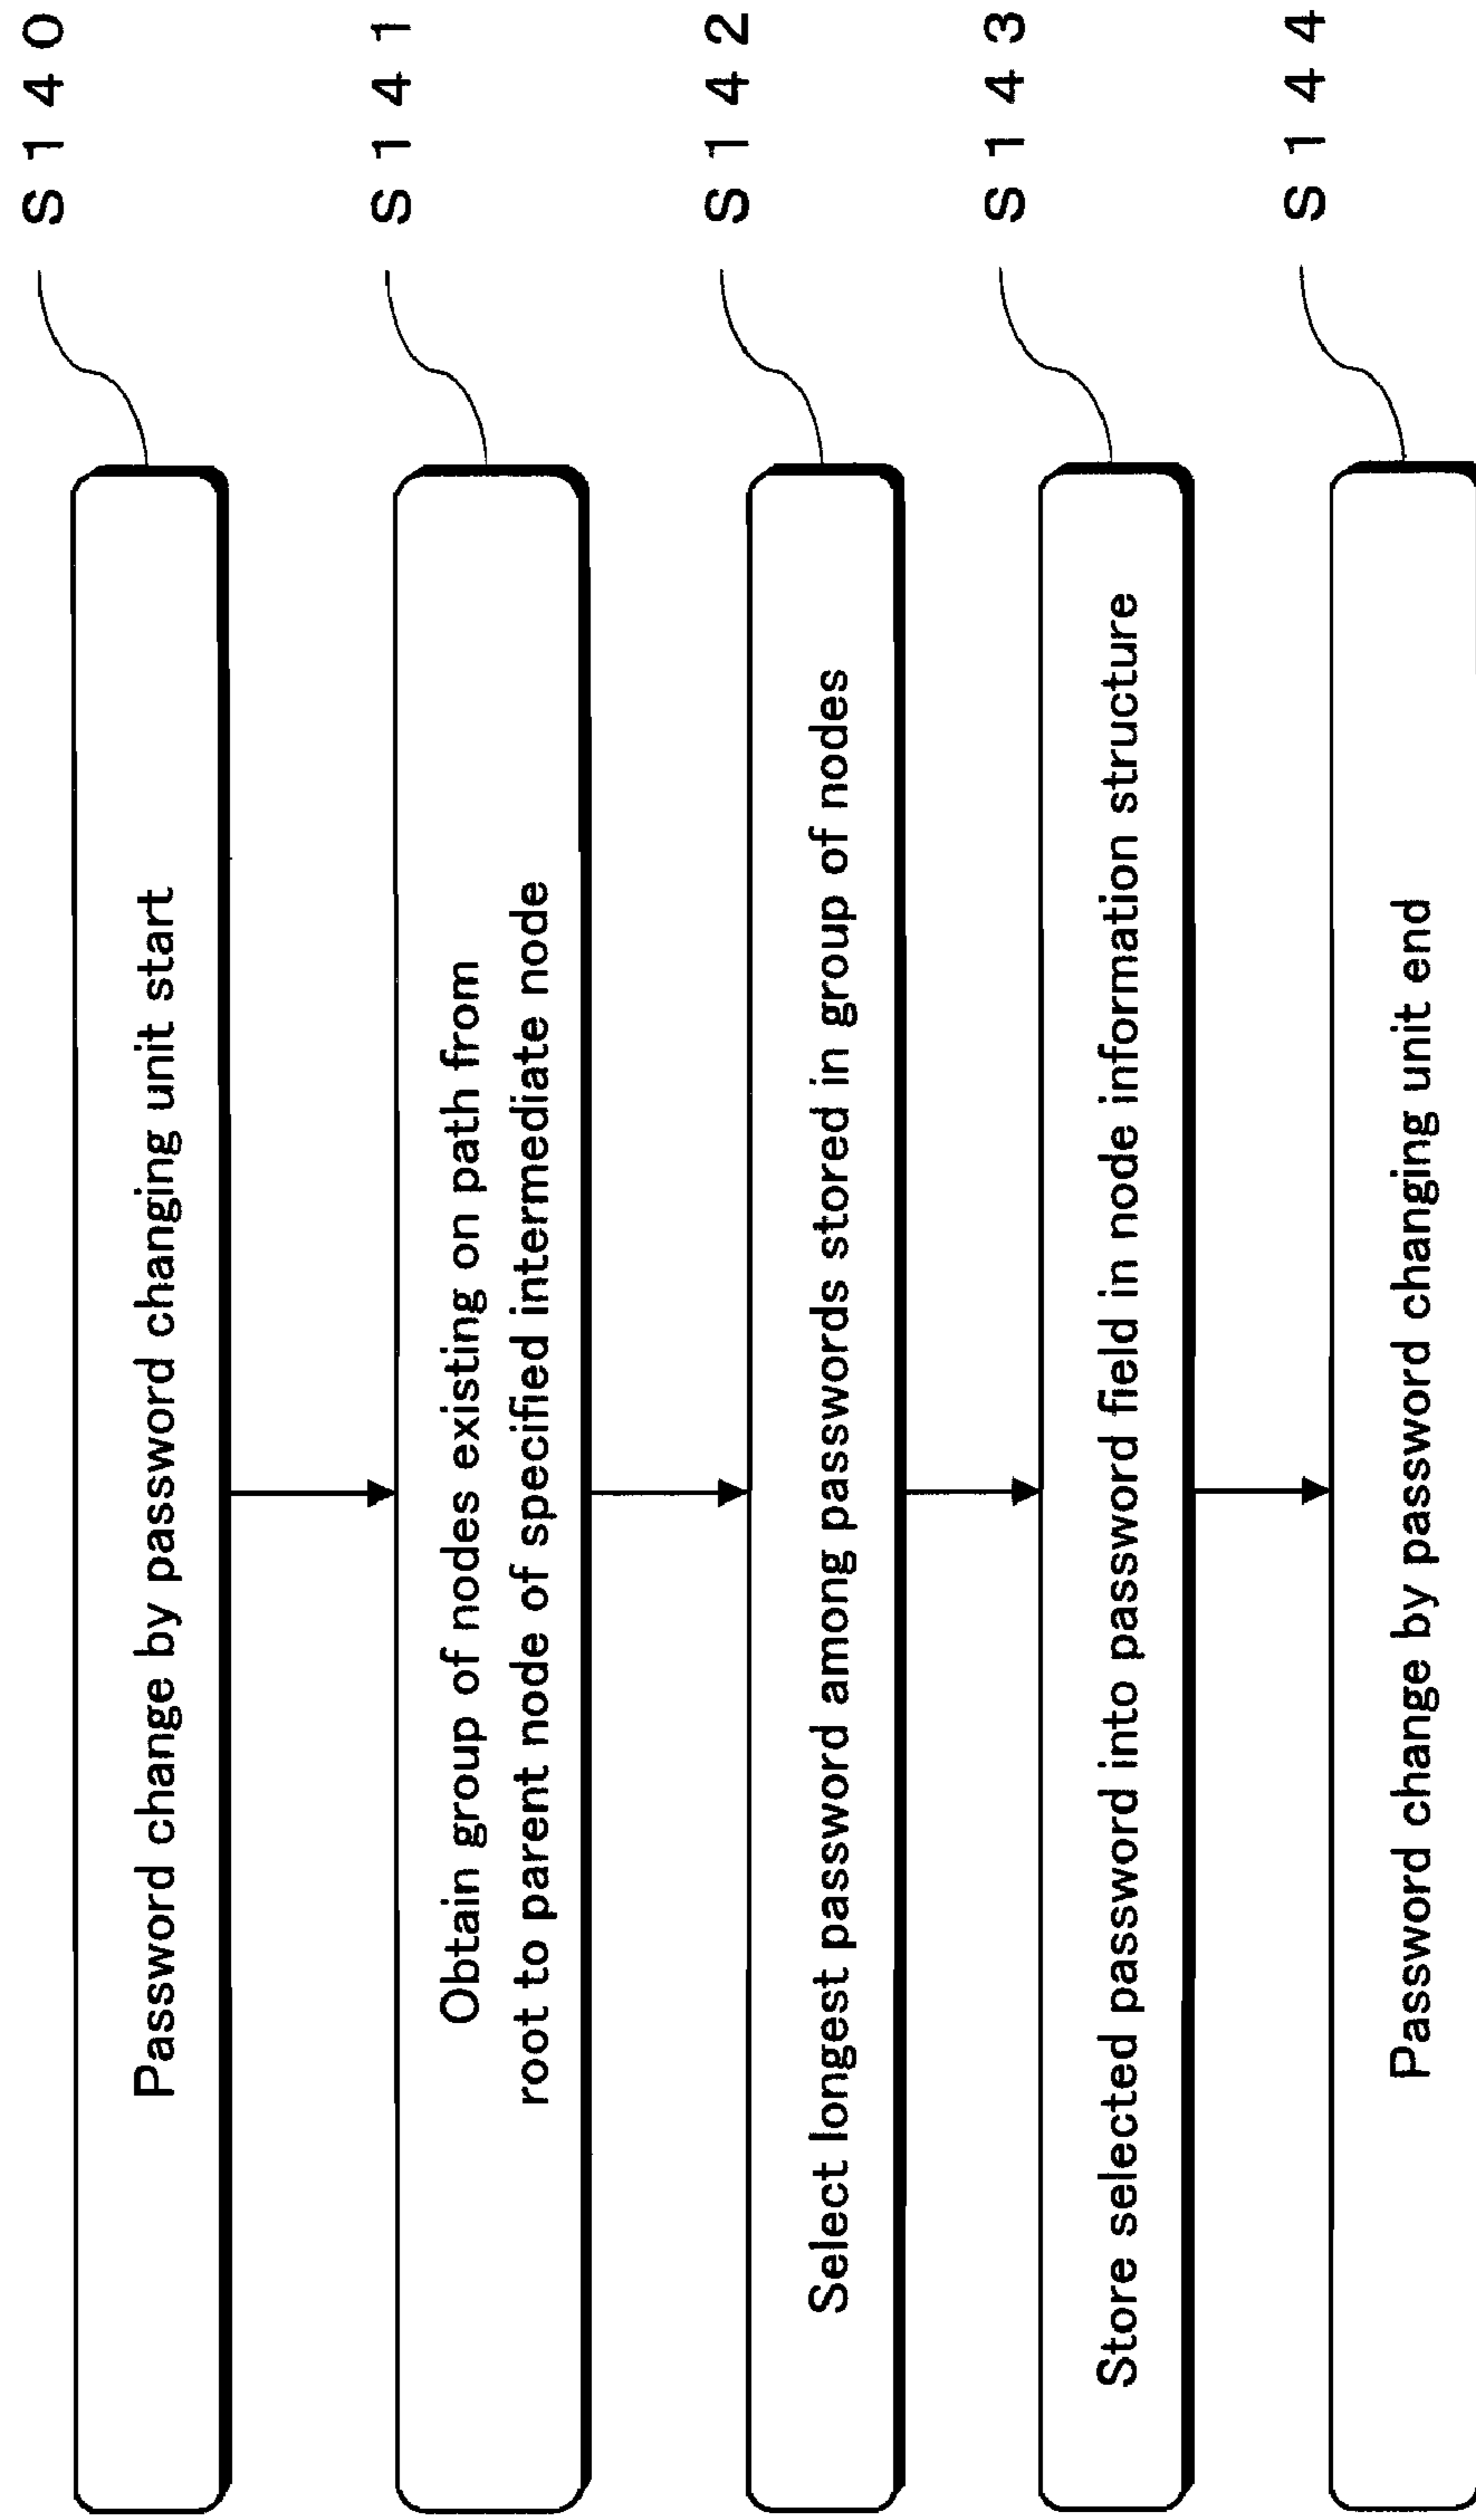 Password change by password changing unit start
S140
Obtain group of nodes existing on path from
root to parent node of specified intermediate node
S141
Select longest password among passwords stored in group of nodes
S142
Store selected password into password field in node information structure
S143
Password change by password changing unit end
S144